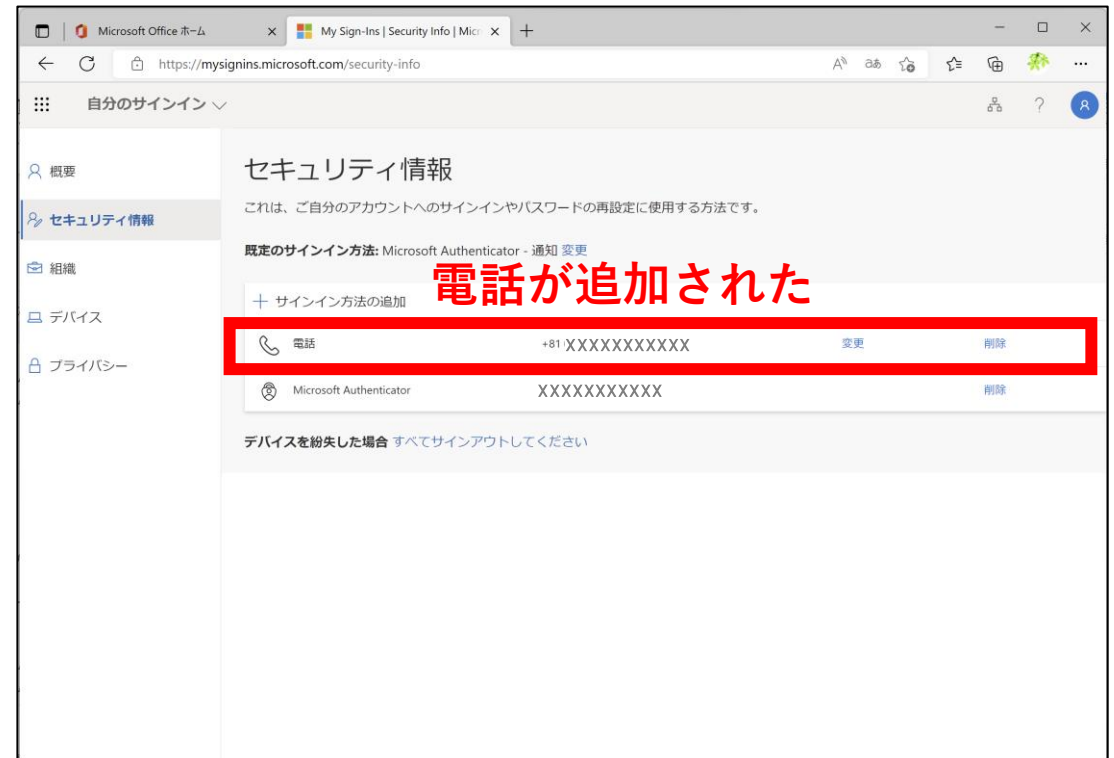 Microsoft Office ホーム
My Sign-Ins | Security Info | Micr
https://mysignins.microsoft.com/security-info
自分のサインイン
概要
セキュリティ情報
組織
デバイス
プライバシー
セキュリティ情報
これは、ご自分のアカウントへのサインインやパスワードの再設定に使用する方法です。
既定のサインイン方法: Microsoft Authenticator - 通知 変更
電話が追加された
サインイン方法の追加
電話 +81 XXXXXXXXXXX 変更 削除
Microsoft Authenticator XXXXXXXXXXX 削除
デバイスを紛失した場合 すべてサインアウトしてください